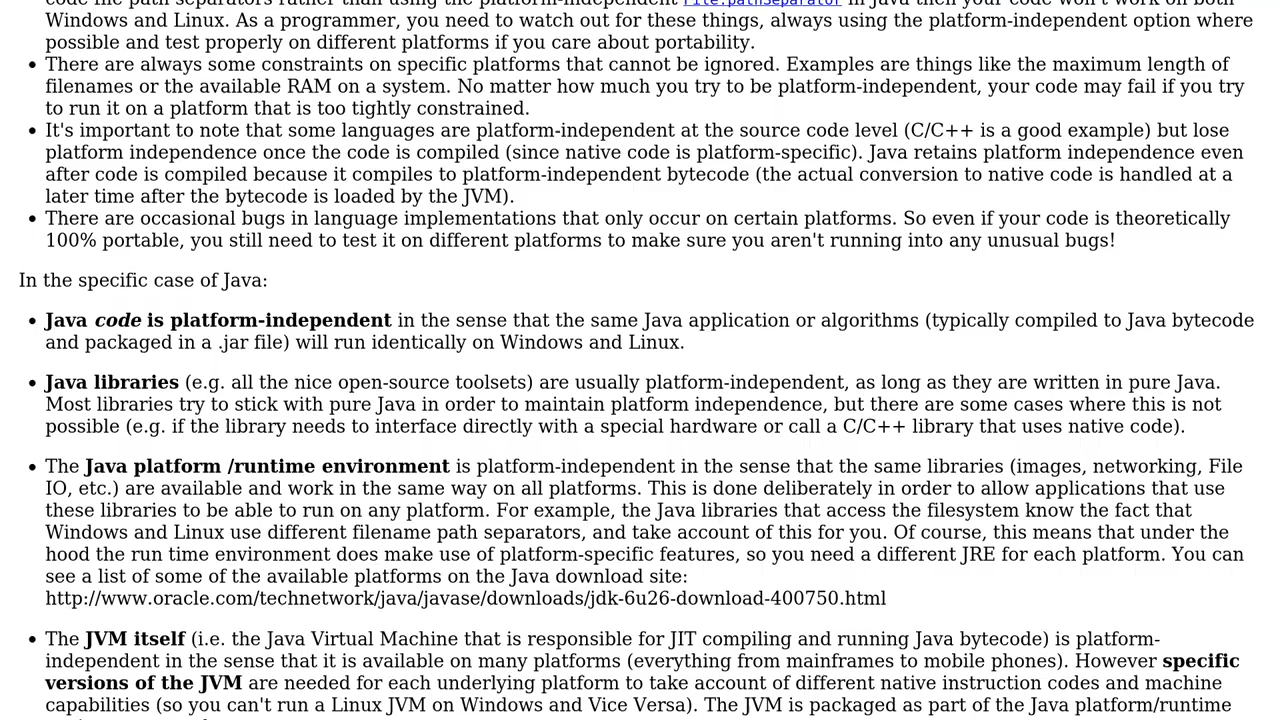 code file path separators rather than using the platform-independent File.pathSeparator in Java then your code won't work on both
Windows and Linux. As a programmer, you need to watch out for these things, always using the platform-independent option where
possible and test properly on different platforms if you care about portability.
• There are always some constraints on specific platforms that cannot be ignored. Examples are things like the maximum length of
filenames or the available RAM on a system. No matter how much you try to be platform-independent, your code may fail if you try
to run it on a platform that is too tightly constrained.
• It's important to note that some languages are platform-independent at the source code level (C/C++ is a good example) but lose
platform independence once the code is compiled (since native code is platform-specific). Java retains platform independence even
after code is compiled because it compiles to platform-independent bytecode (the actual conversion to native code is handled at a
later time after the bytecode is loaded by the JVM).
• There are occasional bugs in language implementations that only occur on certain platforms. So even if your code is theoretically
100% portable, you still need to test it on different platforms to make sure you aren't running into any unusual bugs!
In the specific case of Java:
• Java code is platform-independent in the sense that the same Java application or algorithms (typically compiled to Java bytecode
and packaged in a .jar file) will run identically on Windows and Linux.
• Java libraries (e.g. all the nice open-source toolsets) are usually platform-independent, as long as they are written in pure Java.
Most libraries try to stick with pure Java in order to maintain platform independence, but there are some cases where this is not
possible (e.g. if the library needs to interface directly with a special hardware or call a C/C++ library that uses native code).
• The Java platform /runtime environment is platform-independent in the sense that the same libraries (images, networking, File
IO, etc.) are available and work in the same way on all platforms. This is done deliberately in order to allow applications that use
these libraries to be able to run on any platform. For example, the Java libraries that access the filesystem know the fact that
Windows and Linux use different filename path separators, and take account of this for you. Of course, this means that under the
hood the run time environment does make use of platform-specific features, so you need a different JRE for each platform. You can
see a list of some of the available platforms on the Java download site:
http://www.oracle.com/technetwork/java/javase/downloads/jdk-6u26-download-400750.html
• The JVM itself (i.e. the Java Virtual Machine that is responsible for JIT compiling and running Java bytecode) is platform-
independent in the sense that it is available on many platforms (everything from mainframes to mobile phones). However specific
versions of the JVM are needed for each underlying platform to take account of different native instruction codes and machine
capabilities (so you can't run a Linux JVM on Windows and Vice Versa). The JVM is packaged as part of the Java platform/runtime